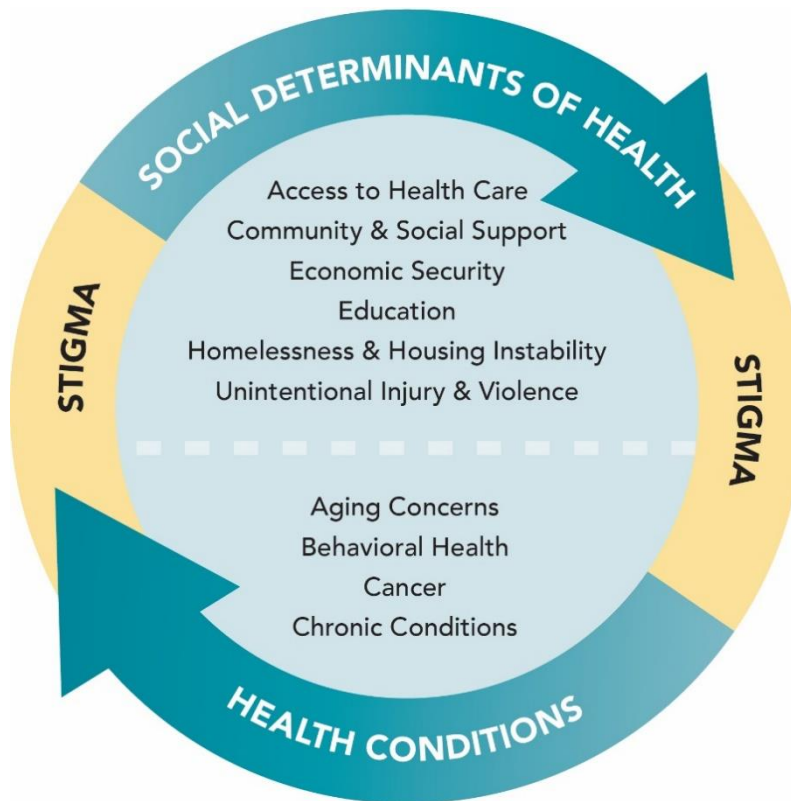 SOCIAL DETERMINANTS OF HEALTH
Access to Health Care
Community & Social Support
Economic Security
Education
Homelessness & Housing Instability
Unintentional Injury & Violence
STIGMA
STIGMA
Aging Concerns
Behavioral Health
Cancer
Chronic Conditions
HEALTH CONDITIONS